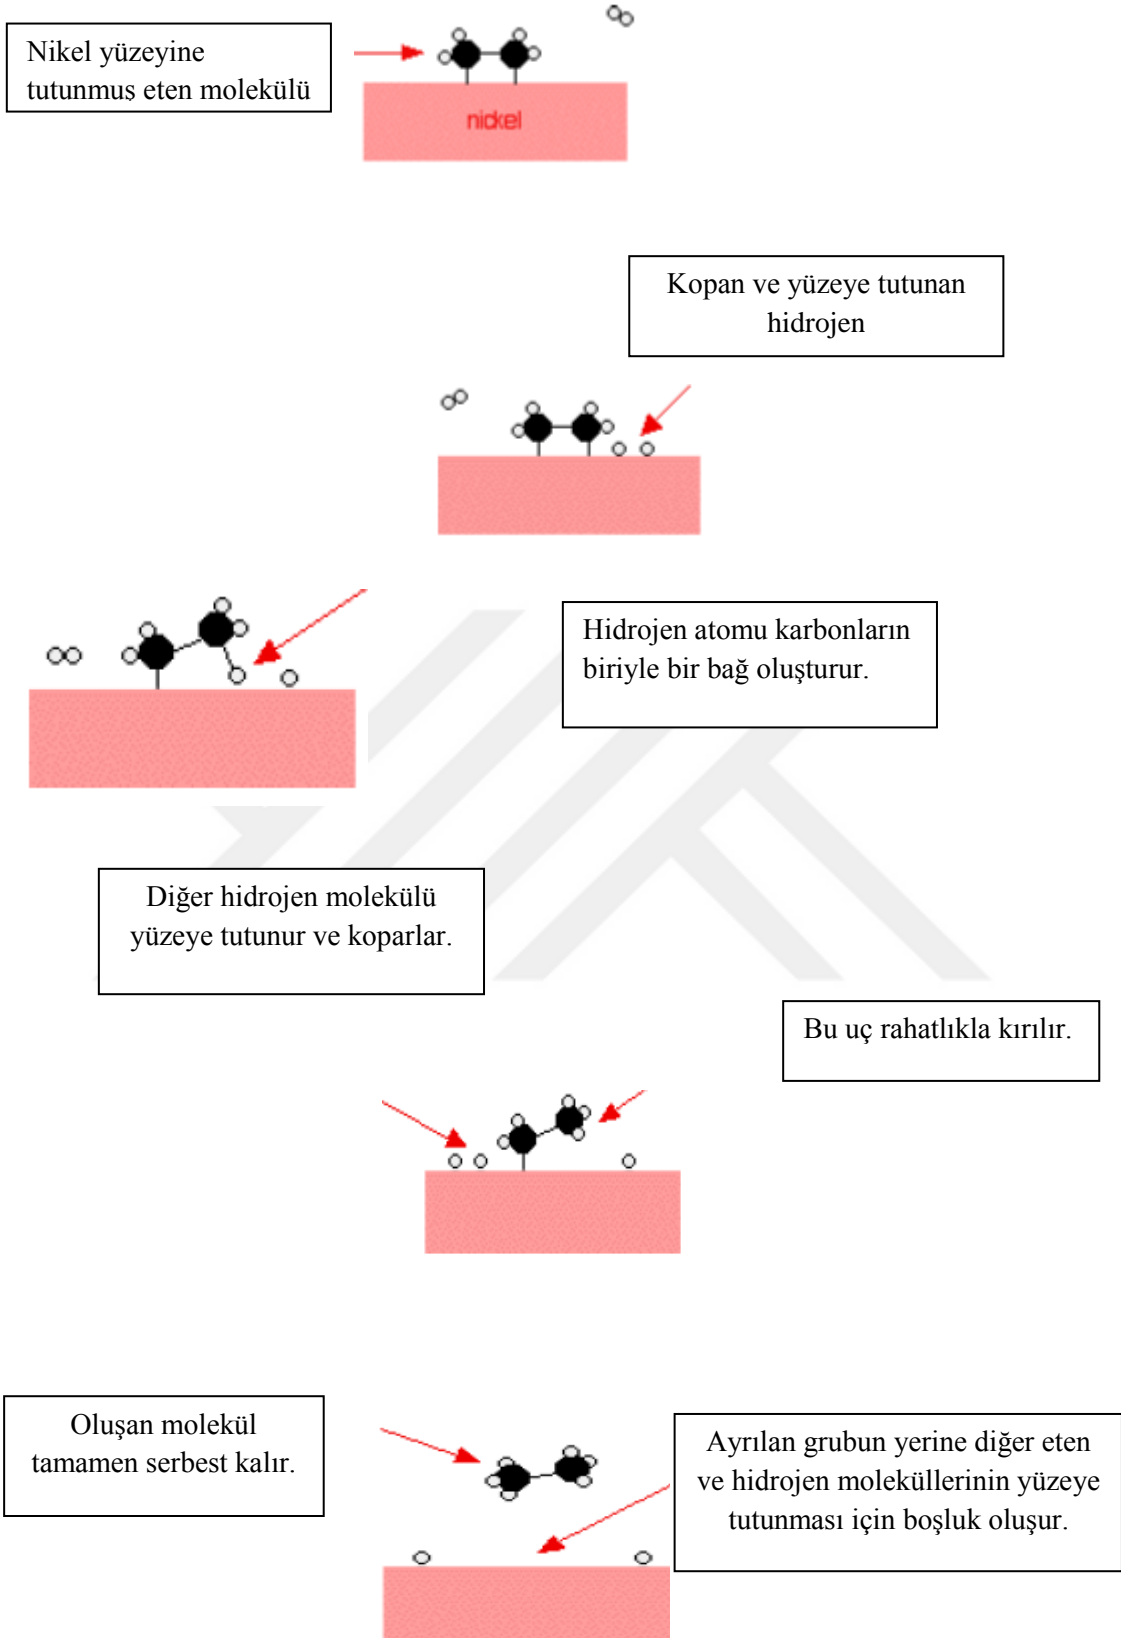 Nikel yüzeyine
tutunmuş eten molekülü
nickel
Kopan ve yüzeye tutunan
hidrojen
Hidrojen atomu karbonların
biriyle bir bağ oluşturur.
Diğer hidrojen molekülü
yüzeye tutunur ve koparlar.
Bu uç rahatlıkla kırılır.
Oluşan molekül
tamamen serbest kalır.
Ayrılan grubun yerine diğer eten
ve hidrojen moleküllerinin yüzeye
tutunması için boşluk oluşur.